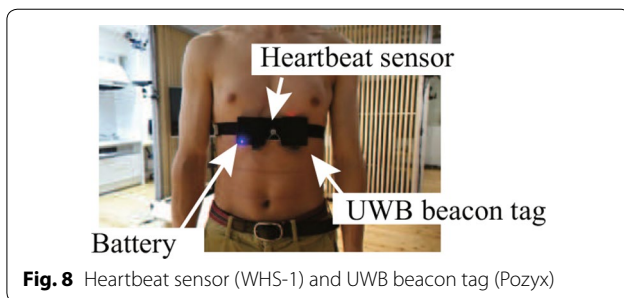 Heartbeat sensor
UWB beacon tag
Battery
Fig. 8 Heartbeat sensor (WHS-1) and UWB beacon tag (Pozyx)